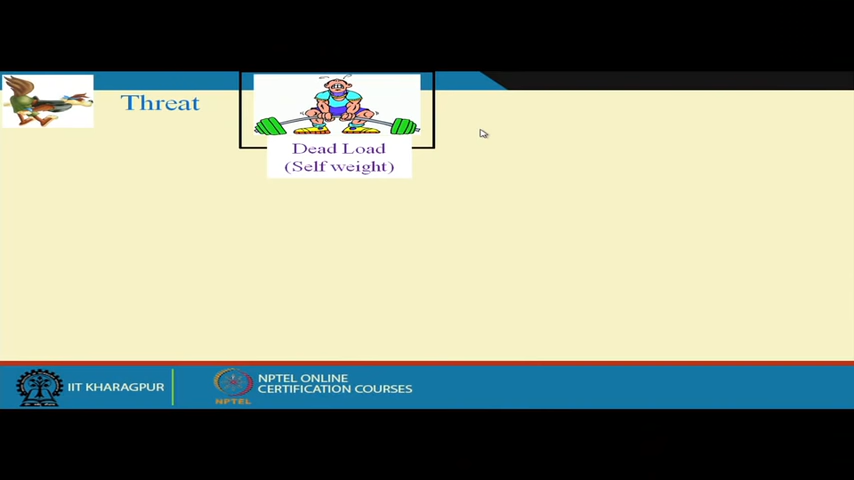 Threat
Dead Load
(Self weight)
IIT KHARAGPUR
NPTEL
NPTEL ONLINE
CERTIFICATION COURSES